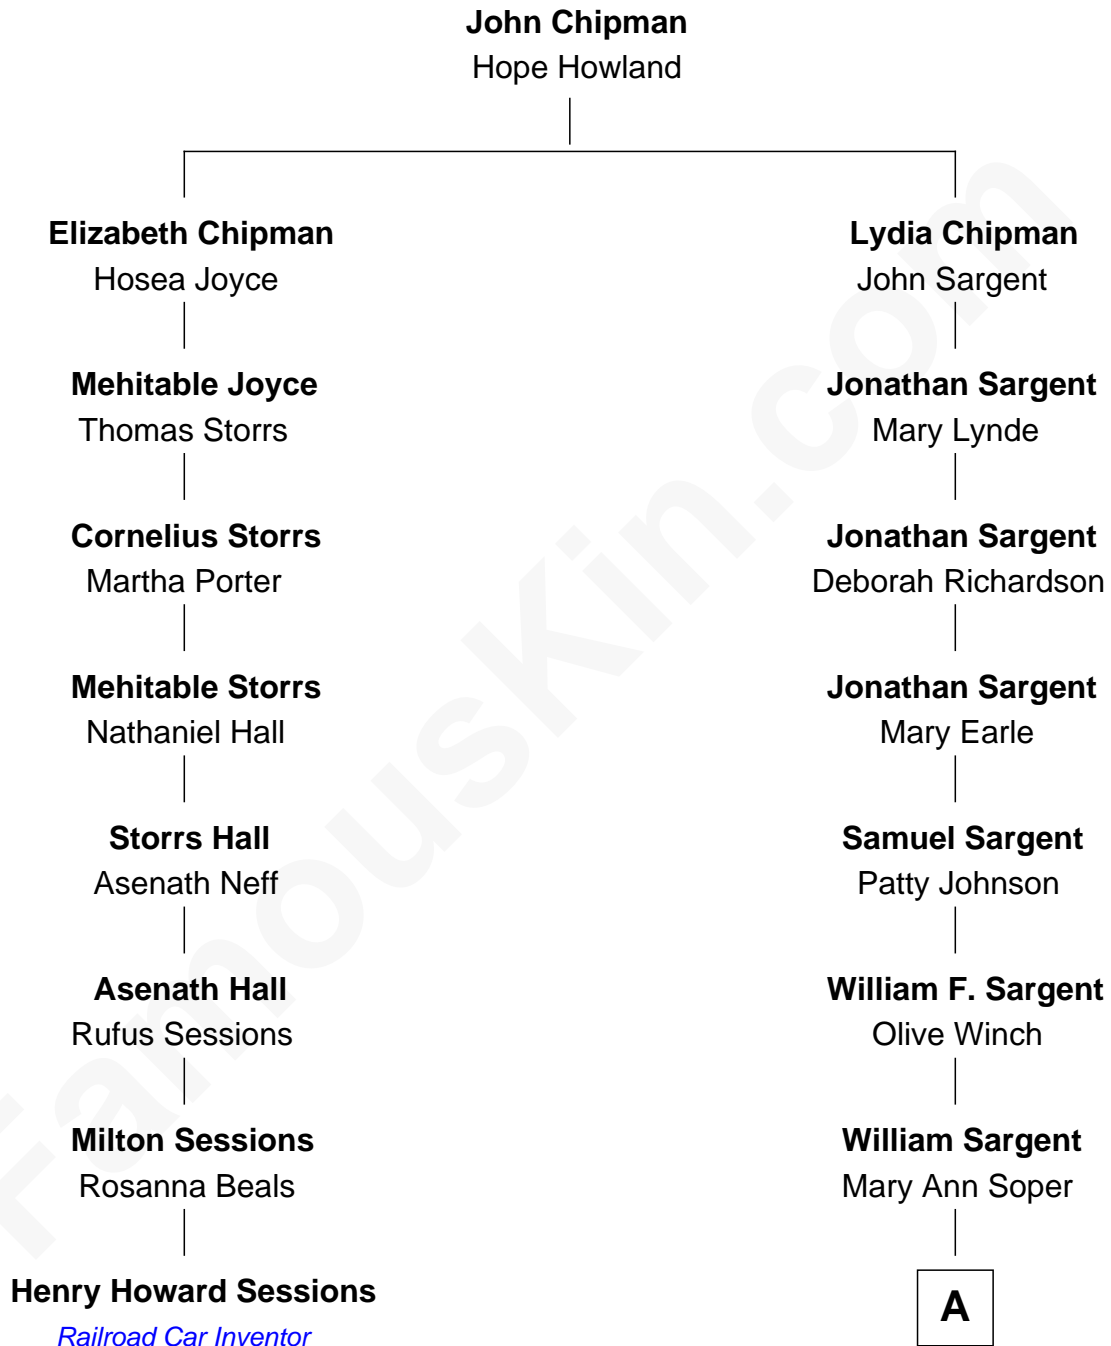 John Chipman
Hope Howland
Elizabeth Chipman
Hosea Joyce
Mehitable Joyce
Thomas Storrs
Cornelius Storrs
Martha Porter
Mehitable Storrs
Nathaniel Hall
Storrs Hall
Asenath Neff
Asenath Hall
Rufus Sessions
Milton Sessions
Rosanna Beals
Henry Howard Sessions
Railroad Car Inventor
Lydia Chipman
John Sargent
Jonathan Sargent
Mary Lynde
Jonathan Sargent
Deborah Richardson
Jonathan Sargent
Mary Earle
Samuel Sargent
Patty Johnson
William F. Sargent
Olive Winch
William Sargent
Mary Ann Soper
A
FamousKin.com